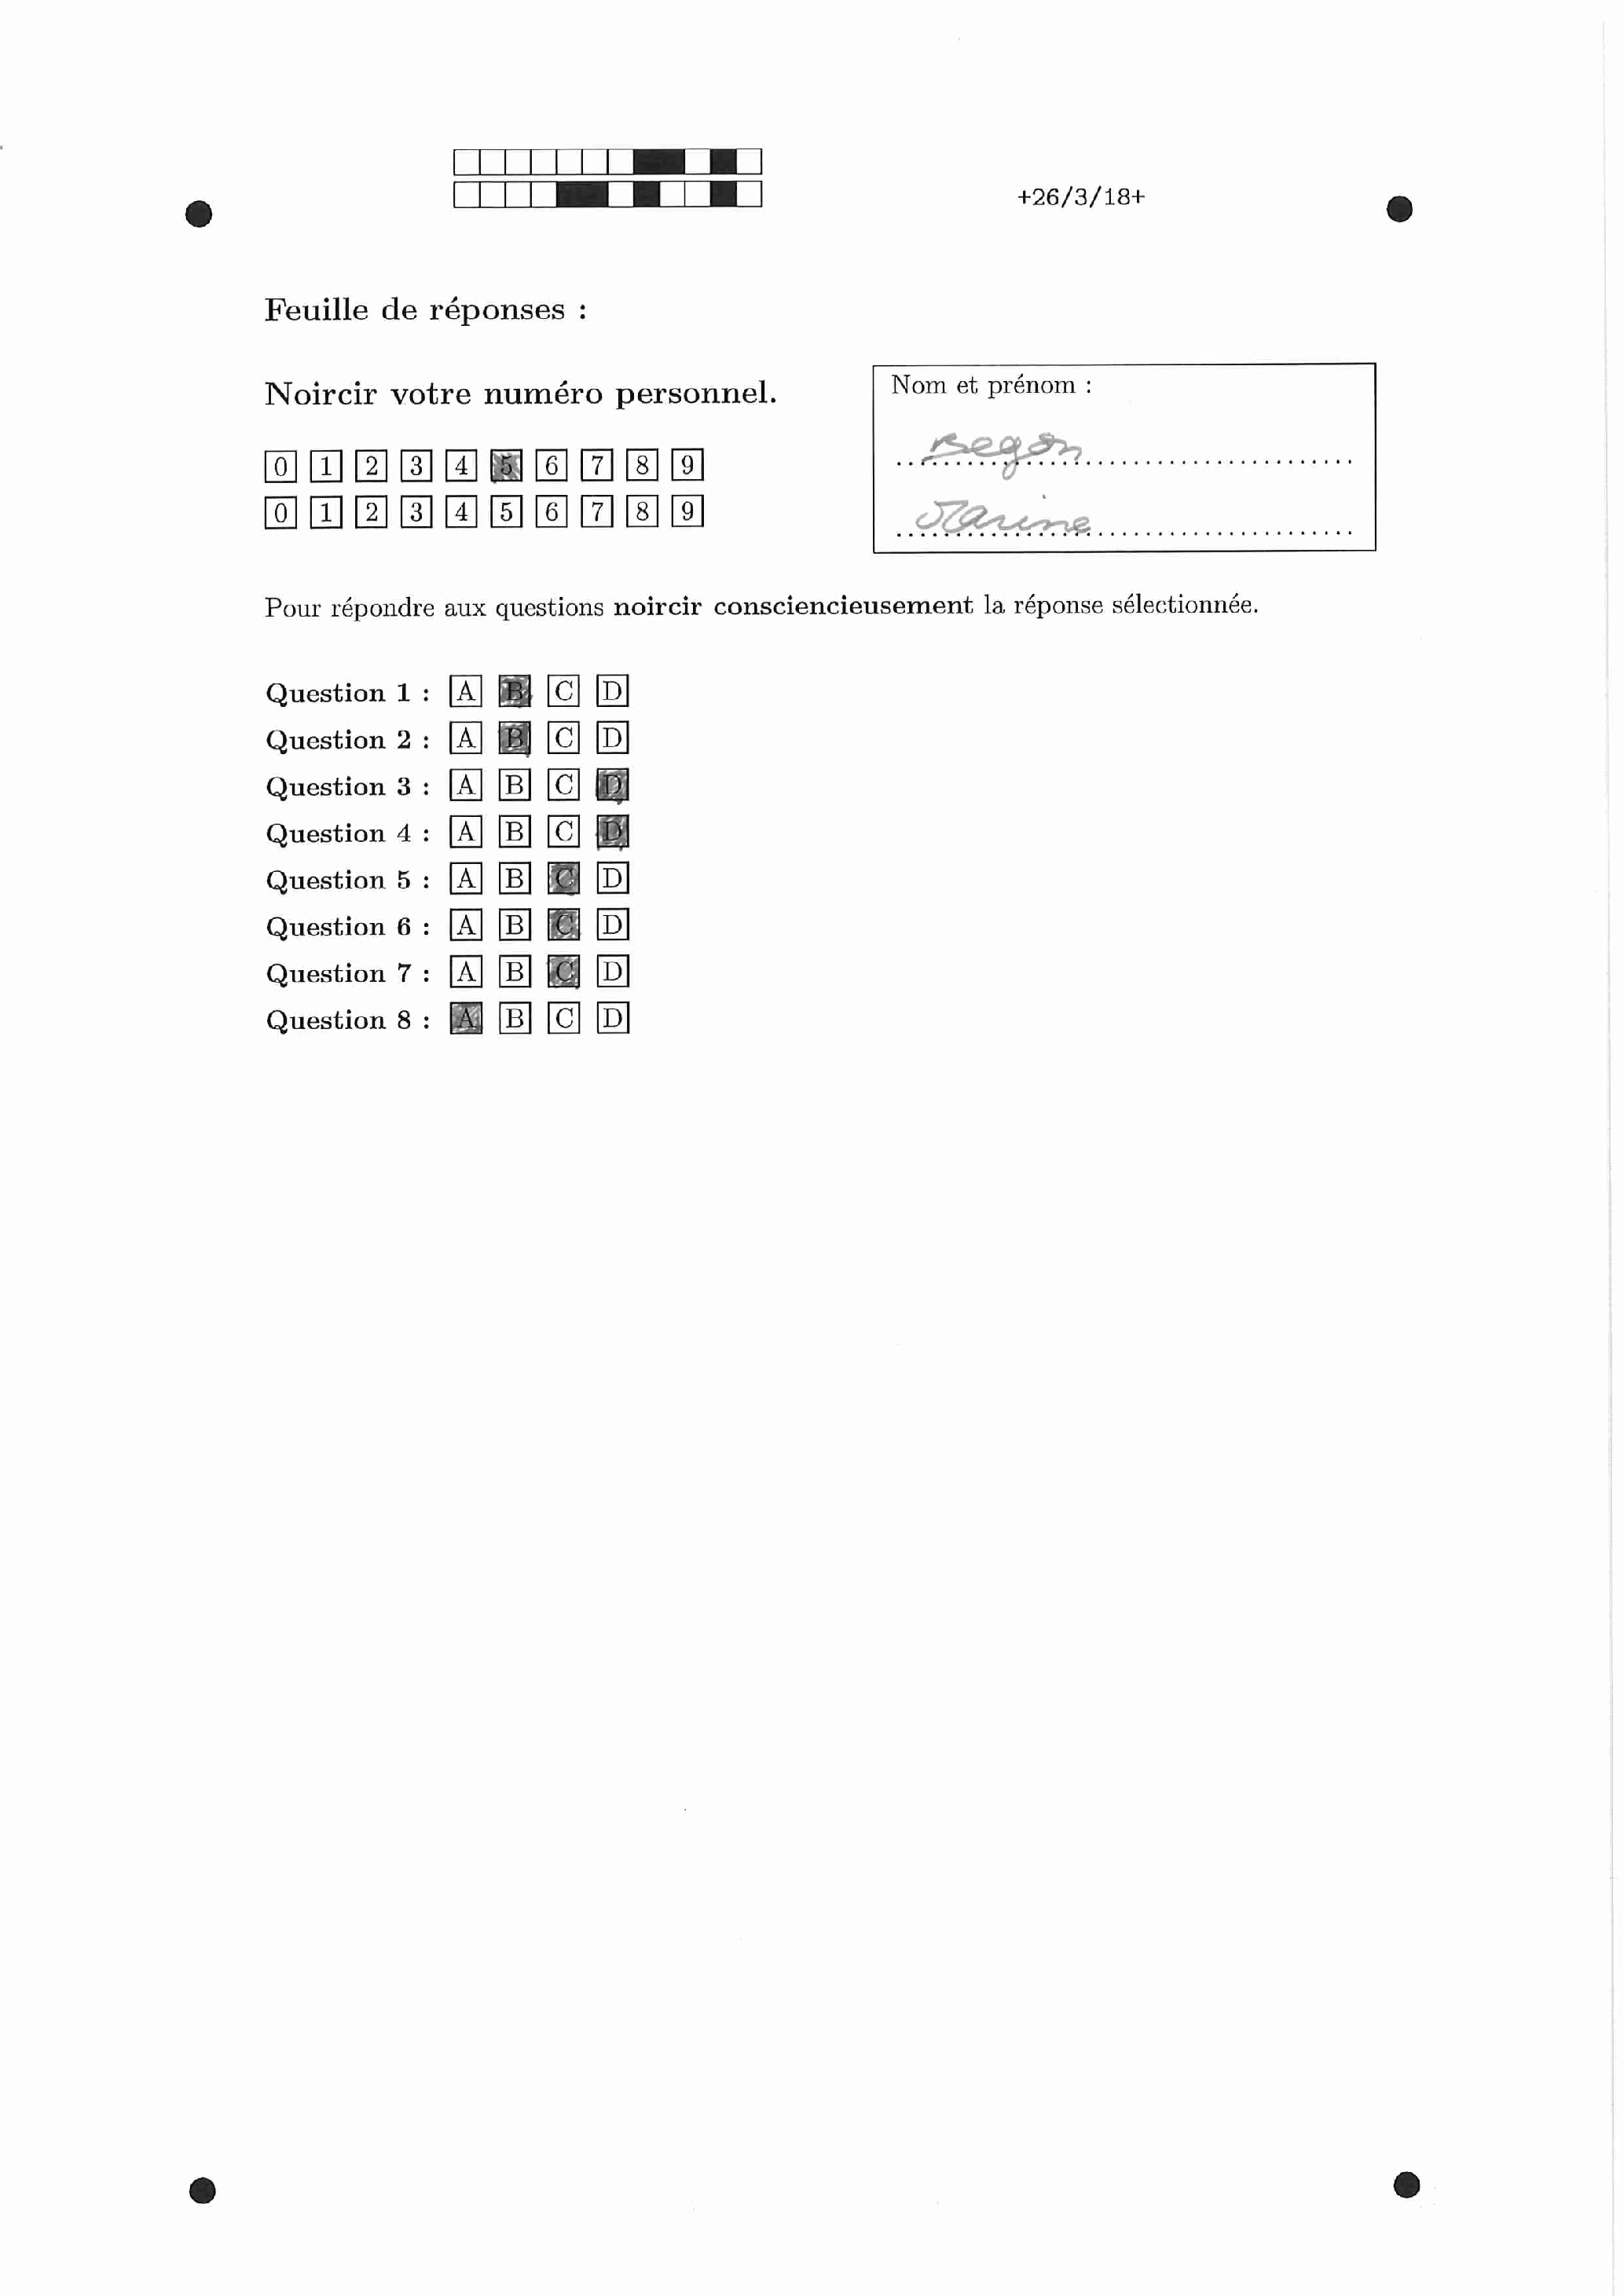 +26/3/18+
Feuille de réponses :
Noircir votre numéro personnel.
0 1 2 3 4 5 6 7 8 9
0 1 2 3 4 5 6 7 8 9
Nom et prénom :
Begon
Marine
Pour répondre aux questions noircir consciencieusement la réponse sélectionnée.
Question 1 : A B C D
Question 2 : A B C D
Question 3 : A B C D
Question 4 : A B C D
Question 5 : A B C D
Question 6 : A B C D
Question 7 : A B C D
Question 8 : A B C D